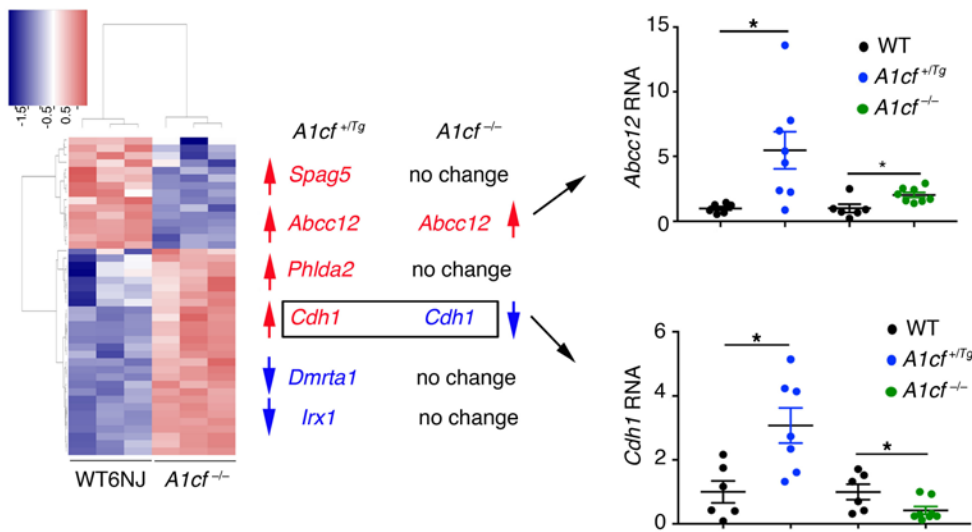 -1.5
-0.5
0.5
A1cf +/Tg A1cf −/−
Spag5 no change
Abcc12 Abcc12
Phlda2 no change
Cdh1 Cdh1
Dmrta1 no change
Irx1 no change
WT6NJ A1cf −/−
15
10
5
0
Abcc12 RNA
*
*
WT
A1cf +/Tg
A1cf −/−
6
4
2
0
Cdh1 RNA
*
*
WT
A1cf +/Tg
A1cf −/−